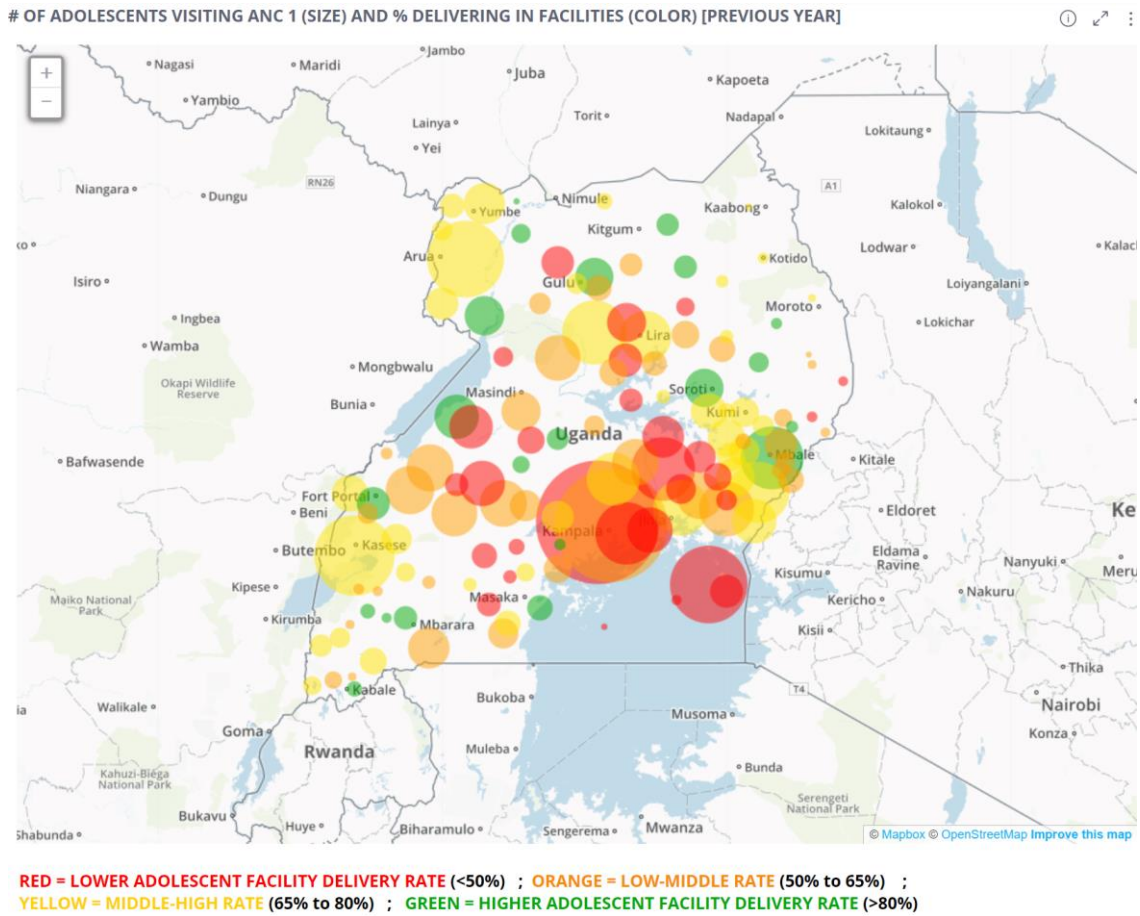 # OF ADOLESCENTS VISITING ANC 1 (SIZE) AND % DELIVERING IN FACILITIES (COLOR) [PREVIOUS YEAR]
+
−
Jambo
Nagasi
Maridi
Juba
Kapoeta
Yambio
Torit
Nadapal
Lainya
Lokitaung
Yei
RN26
A1
Niangara
Dungu
Nimule
Yumbe
Kaabong
Kalokol
Kitgum
Lodwar
Arua
Kotido
Isiro
Gulu
Loiyangalani
Moroto
Ingbea
Lokichar
Lira
Wamba
Mongbwalu
Okapi Wildlife
Reserve
Masindi
Soroti
Bunia
Kumi
Uganda
Mbale
Bafwasende
Kitale
Fort Portal
Beni
Eldoret
Ke
Kampala
Butembo
Kasese
Eldama
Ravine
Nanyuki
Meru
Kisumu
Kipese
Nakuru
Maiko National
Park
Masaka
Kericho
Kirumba
Mbarara
Kisii
Thika
Kabale
T4
Bukoba
Nairobi
ia
Walikale
Musoma
Goma
Konza
Rwanda
Muleba
Bunda
Kahuzi-Biéga
National Park
Serengeti
National Park
Bukavu
Huye
Biharamulo
Sengerema
Mwanza
Shabunda
© Mapbox © OpenStreetMap Improve this map
RED = LOWER ADOLESCENT FACILITY DELIVERY RATE (<50%) ; ORANGE = LOW-MIDDLE RATE (50% to 65%) ;
YELLOW = MIDDLE-HIGH RATE (65% to 80%) ; GREEN = HIGHER ADOLESCENT FACILITY DELIVERY RATE (>80%)